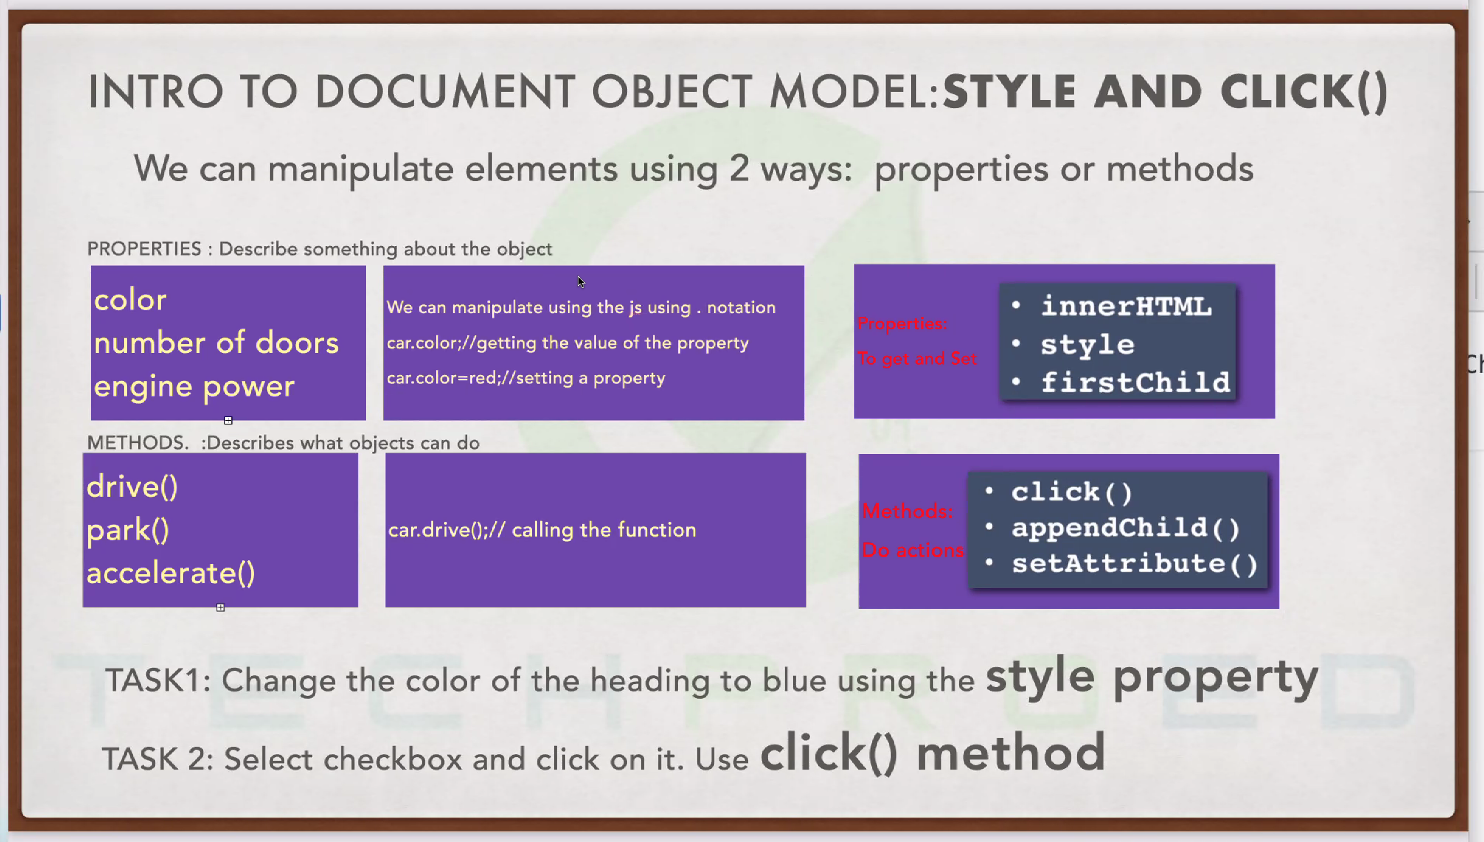 INTRO TO DOCUMENT OBJECT MODEL:STYLE AND CLICK()
We can manipulate elements using 2 ways: properties or methods
PROPERTIES : Describe something about the object
color
number of doors
engine power
We can manipulate using the js using . notation
car.color;//getting the value of the property
car.color=red;//setting a property
Properties:
To get and Set
• innerHTML
• style
• firstChild
METHODS. :Describes what objects can do
drive()
park()
accelerate()
car.drive();// calling the function
Methods:
Do actions
• click()
• appendChild()
• setAttribute()
TECHPROED
TASK1: Change the color of the heading to blue using the style property
TASK 2: Select checkbox and click on it. Use click() method